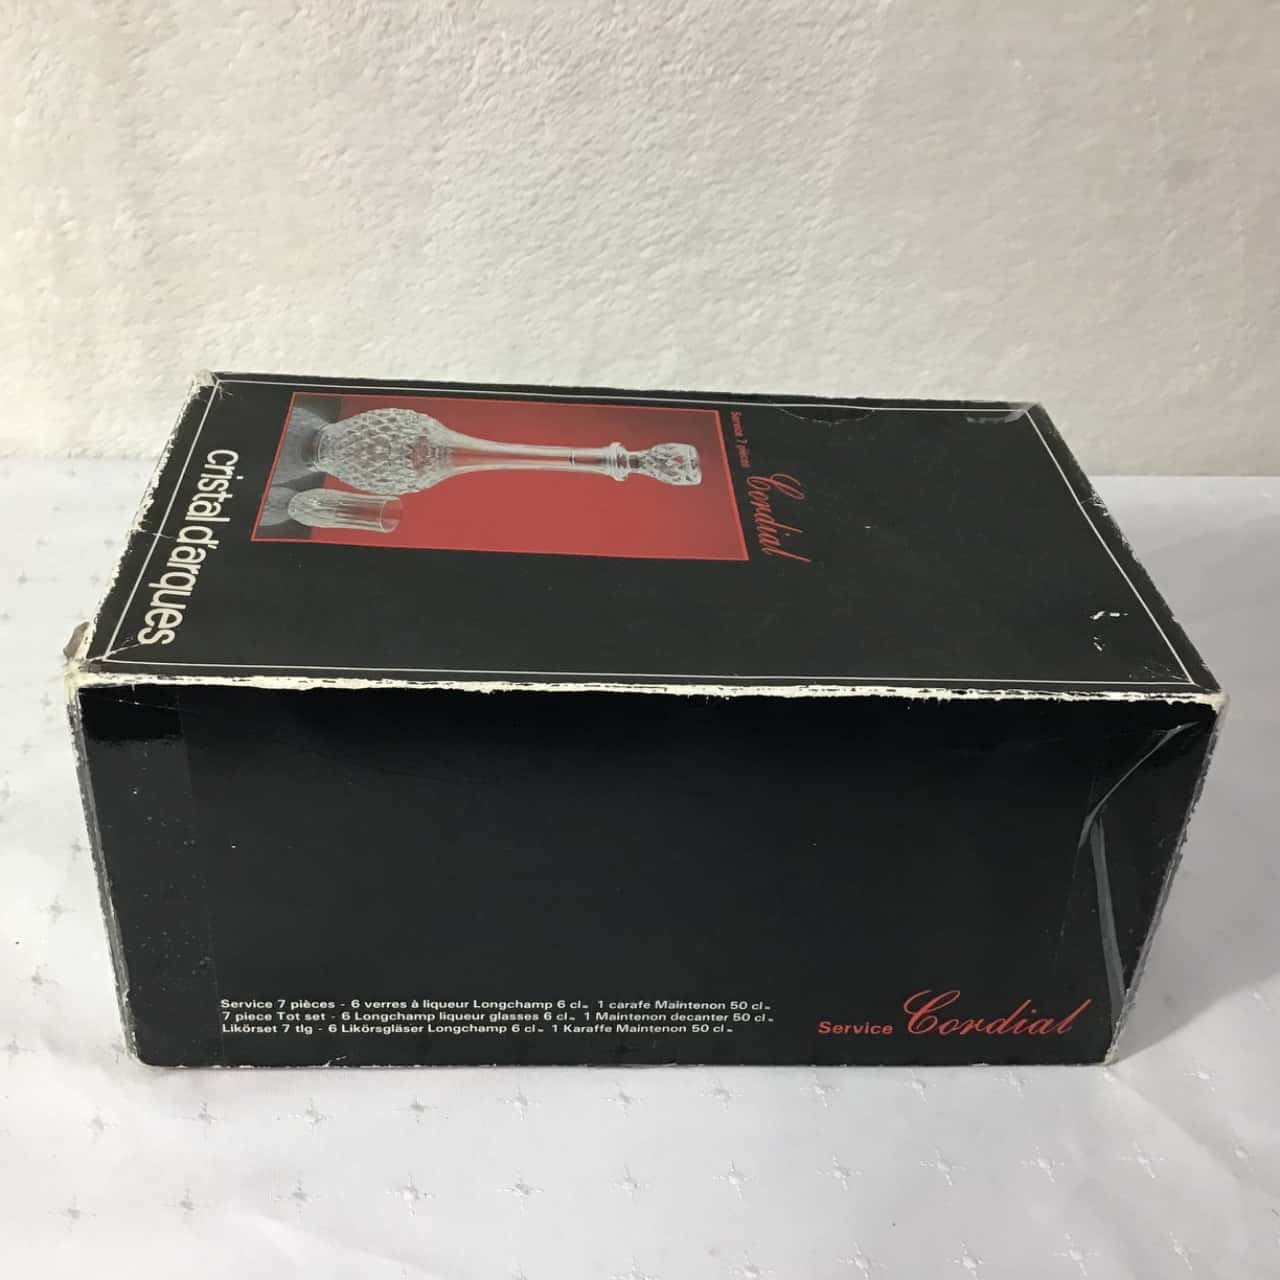 cristal d'arques
Service 7 pièces
Cordial
Service 7 pièces - 6 verres à liqueur Longchamp 6 cl. 1 carafe Maintenon 50 cl.
7 piece Tot set - 6 Longchamp liqueur glasses 6 cl. 1 Maintenon decanter 50 cl.
Likörset 7 tlg - 6 Likörsgläser Longchamp 6 cl. 1 Karaffe Maintenon 50 cl.
Service Cordial